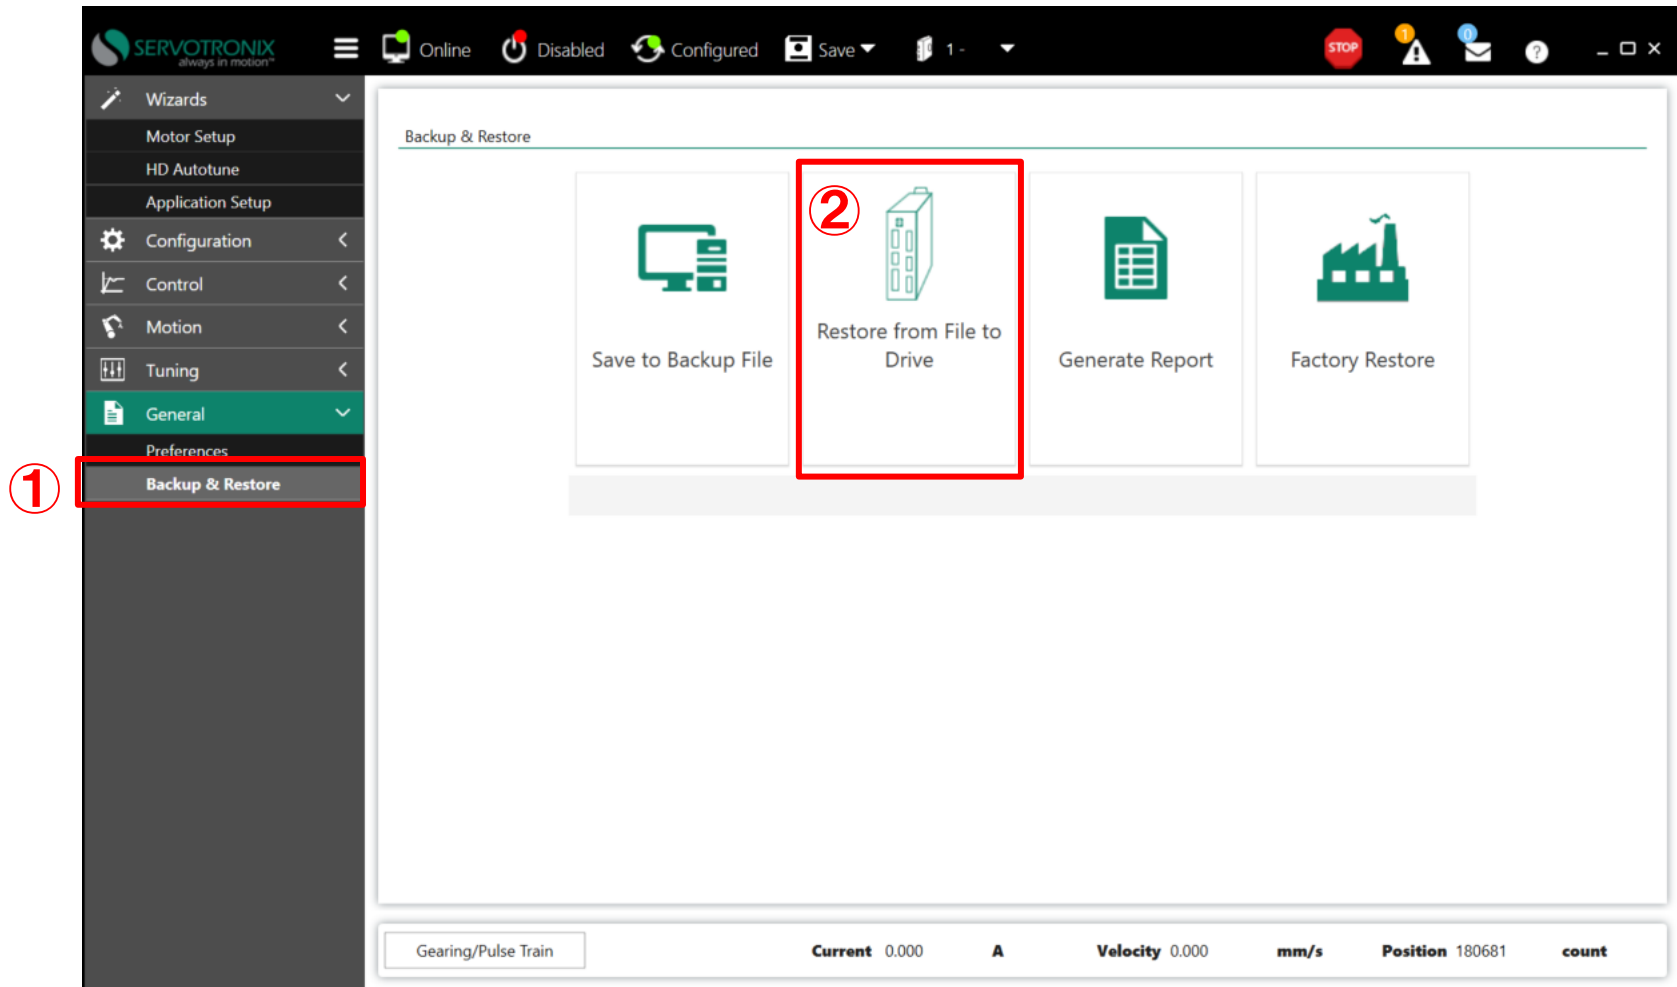 SERVOTRONIX
always in motion™
Online
Disabled
Configured
Save
1 -
STOP
1
0
?
Wizards
Motor Setup
HD Autotune
Application Setup
Configuration
Control
Motion
Tuning
General
Preferences
① Backup & Restore
Backup & Restore
Save to Backup File
②
Restore from File to
Drive
Generate Report
Factory Restore
Gearing/Pulse Train
Current 0.000 A
Velocity 0.000 mm/s
Position 180681 count